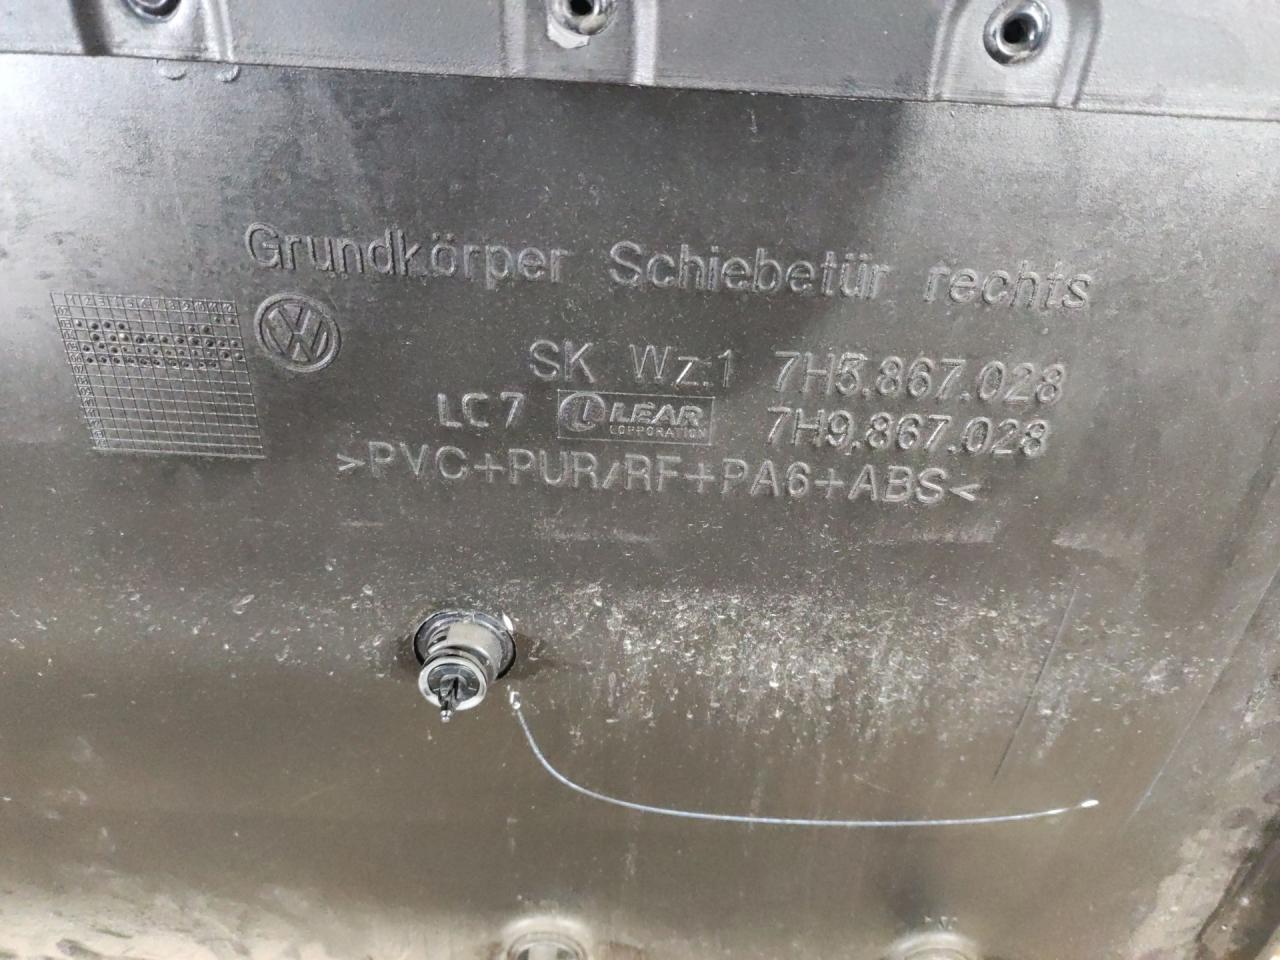 Grundkörper Schiebetür rechts
SK Wz.1 7H5.867.028
LC7 LEAR CORPORATION 7H9.867.028
>PVC+PUR/RF+PA6+ABS<